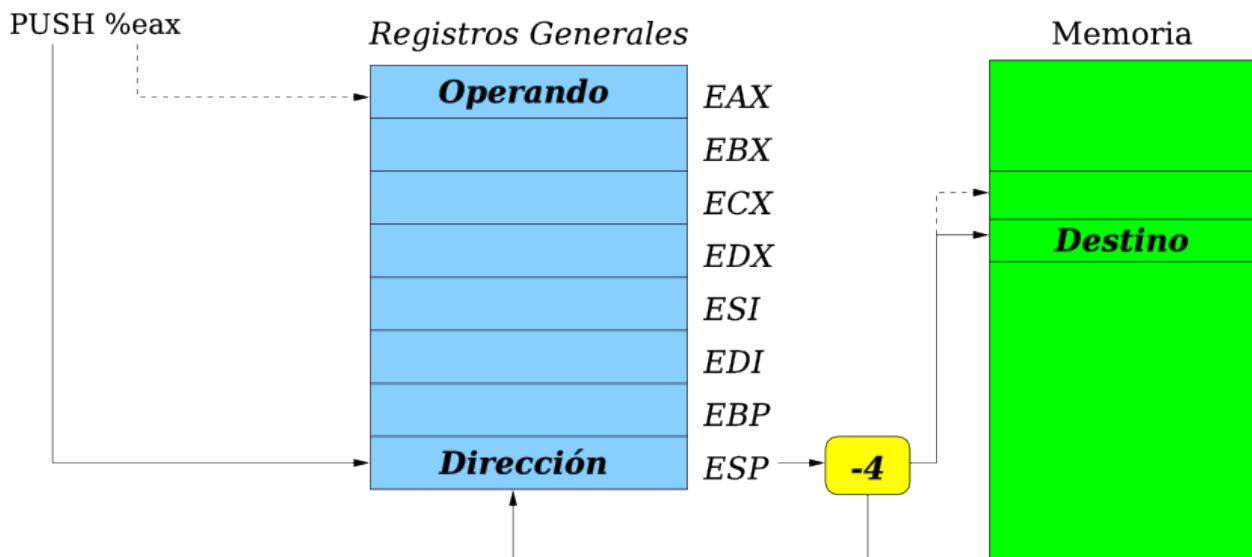 PUSH %eax
Registros Generales
Memoria
Operando
EAX
EBX
ECX
EDX
Destino
ESI
EDI
EBP
Dirección
ESP
-4